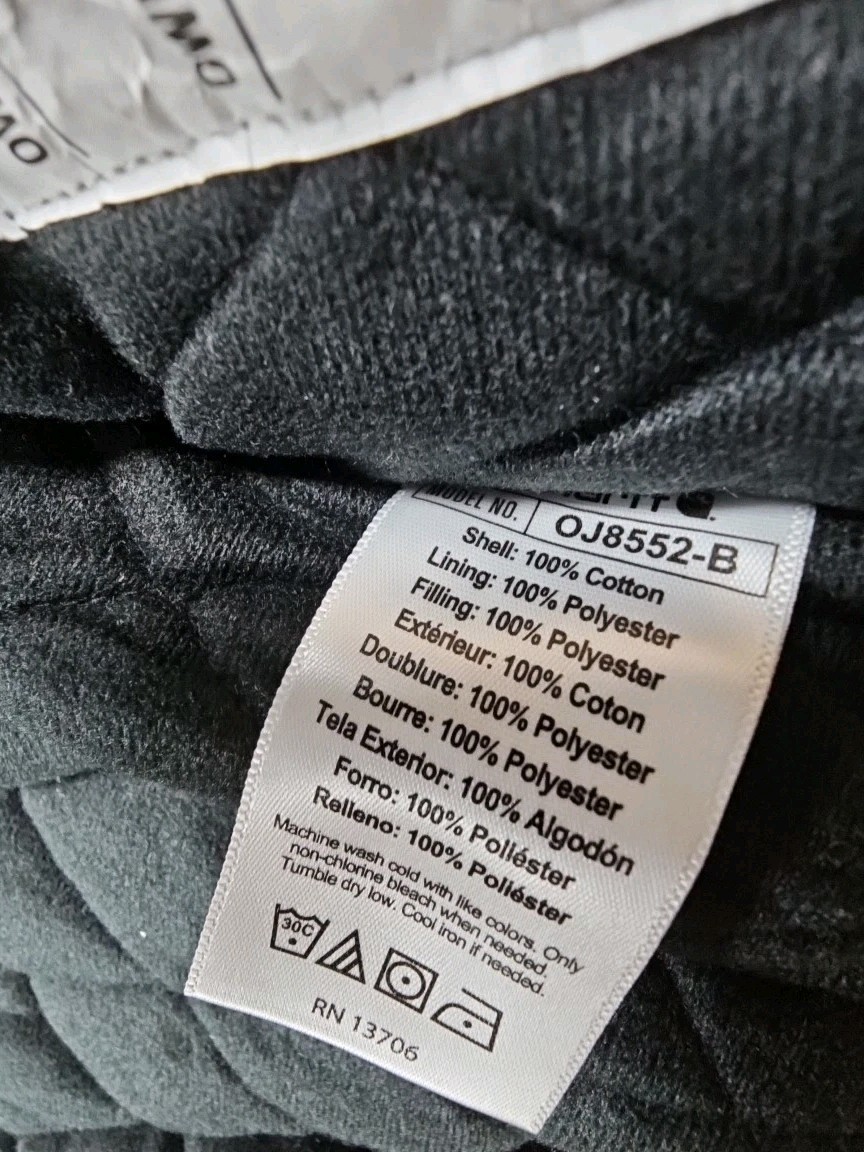 MODEL NO. OJ8552-B
Shell: 100% Cotton
Lining: 100% Polyester
Filling: 100% Polyester
Extérieur: 100% Coton
Doublure: 100% Polyester
Bourre: 100% Polyester
Tela Exterior: 100% Algodón
Forro: 100% Poliéster
Relleno: 100% Poliéster
Machine wash cold with like colors. Only
non-chlorine bleach when needed.
Tumble dry low. Cool iron if needed.
30C
RN 13706